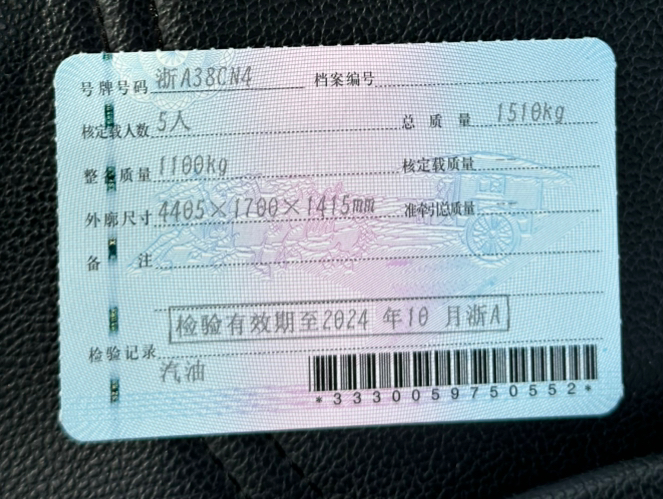 号牌号码 浙A38CN4 档案编号
核定载人数 5人 总质量 1510kg
整备质量 1100kg 核定载质量
外廓尺寸 4405×1700×1415mm 准牵引总质量
备注
检验有效期至2024年10月浙A
检验记录
汽油
*3330059750552*